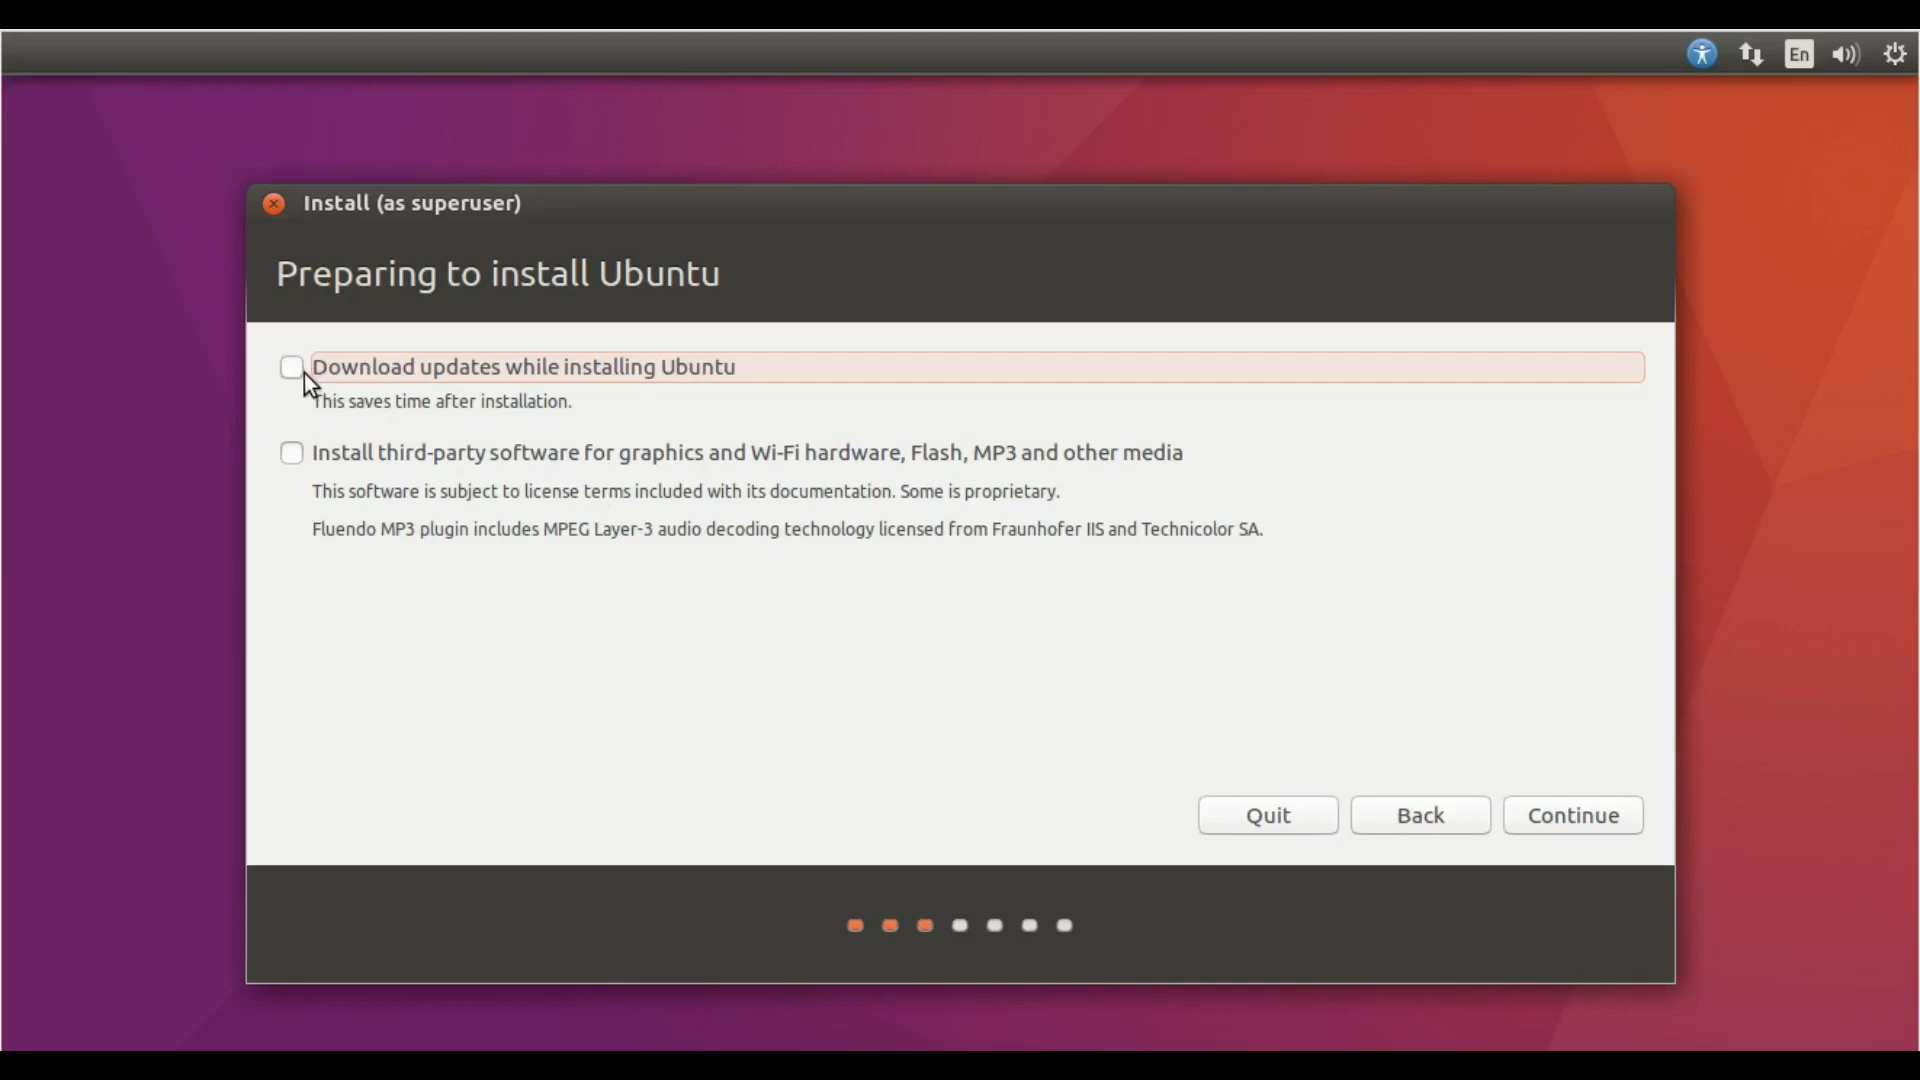 En
Install (as superuser)
Preparing to install Ubuntu
Download updates while installing Ubuntu
This saves time after installation.
Install third-party software for graphics and Wi-Fi hardware, Flash, MP3 and other media
This software is subject to license terms included with its documentation. Some is proprietary.
Fluendo MP3 plugin includes MPEG Layer-3 audio decoding technology licensed from Fraunhofer IIS and Technicolor SA.
Quit Back Continue